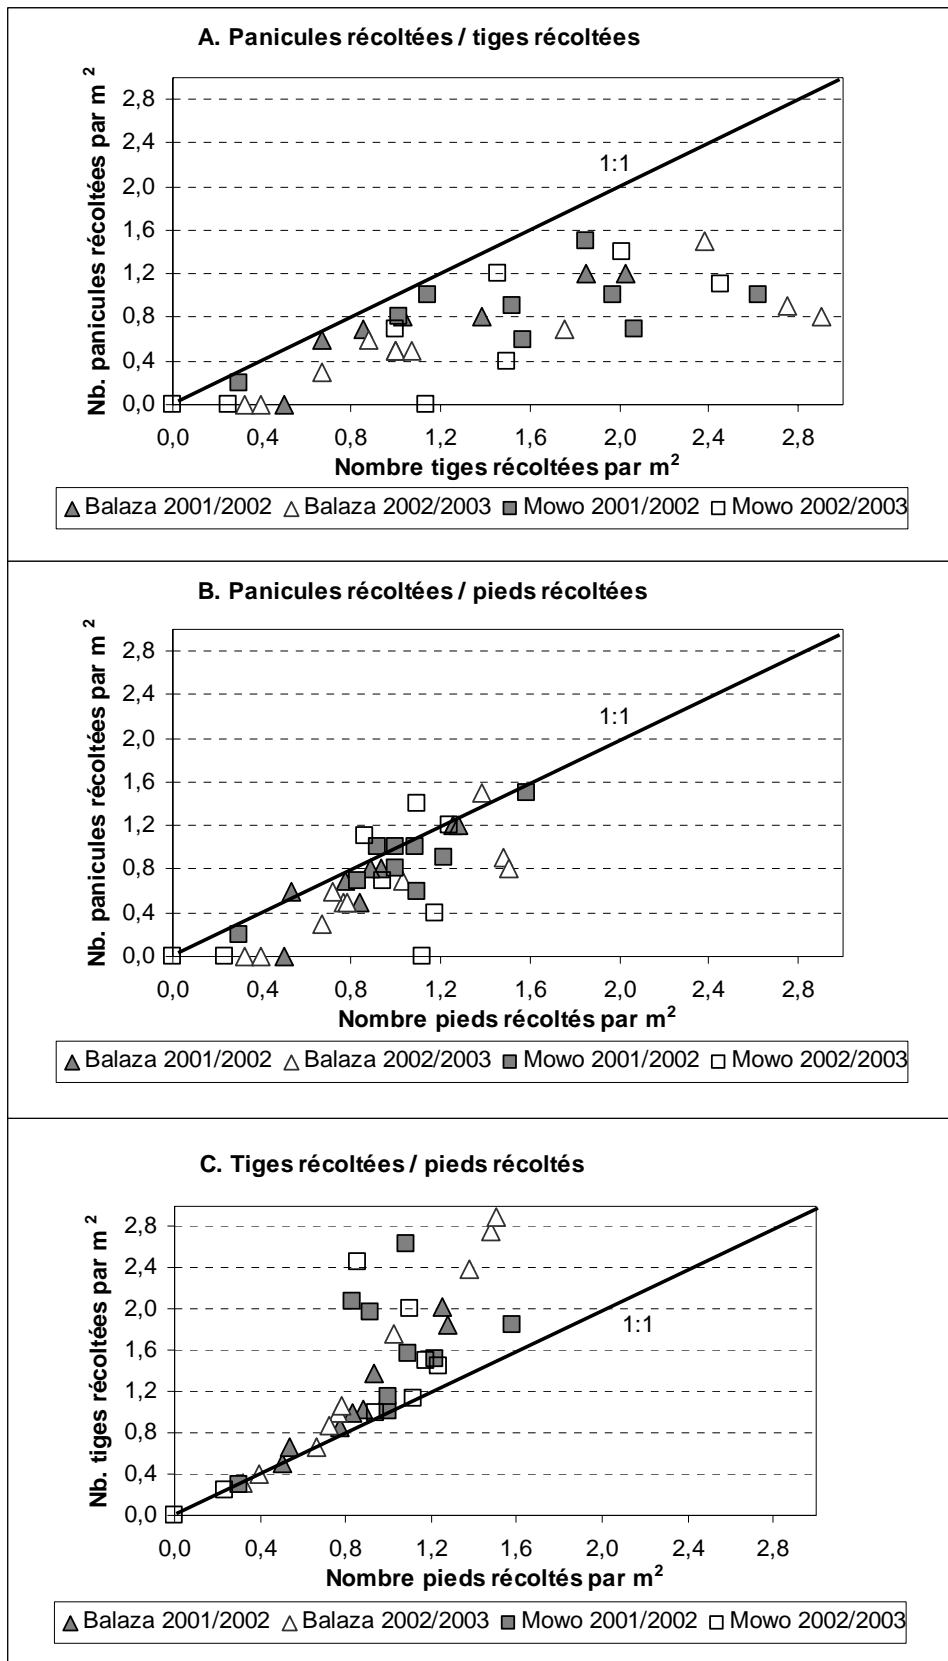 A. Panicules récoltées / tiges récoltées
Nb. panicules récoltées par m²
2,8
2,4
2,0
1,6
1,2
0,8
0,4
0,0
1:1
0,0 0,4 0,8 1,2 1,6 2,0 2,4 2,8
Nombre tiges récoltées par m²
Balaza 2001/2002 Balaza 2002/2003 Mowo 2001/2002 Mowo 2002/2003
B. Panicules récoltées / pieds récoltées
Nb. panicules récoltées par m²
2,8
2,4
2,0
1,6
1,2
0,8
0,4
0,0
1:1
0,0 0,4 0,8 1,2 1,6 2,0 2,4 2,8
Nombre pieds récoltés par m²
Balaza 2001/2002 Balaza 2002/2003 Mowo 2001/2002 Mowo 2002/2003
C. Tiges récoltées / pieds récoltés
Nb. tiges récoltées par m²
2,8
2,4
2,0
1,6
1,2
0,8
0,4
0,0
1:1
0,0 0,4 0,8 1,2 1,6 2,0 2,4 2,8
Nombre pieds récoltés par m²
Balaza 2001/2002 Balaza 2002/2003 Mowo 2001/2002 Mowo 2002/2003